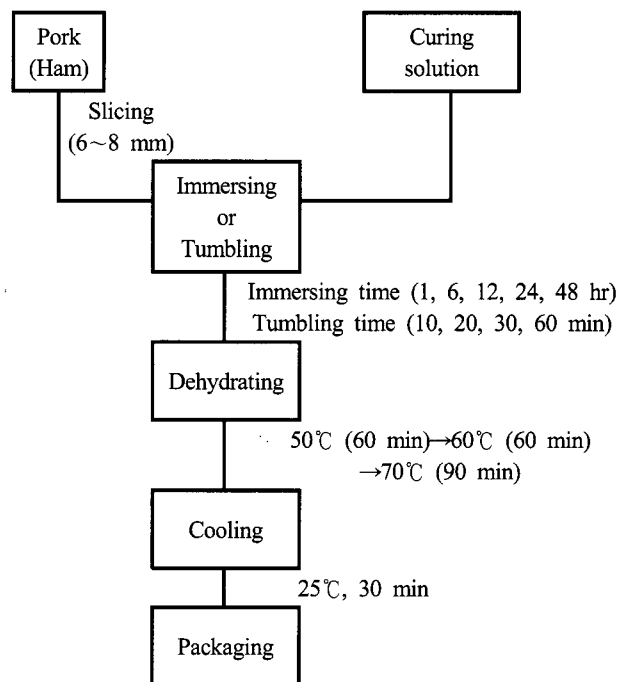 Pork
(Ham)
Curing
solution
Slicing
(6~8 mm)
Immersing
or
Tumbling
Immersing time (1, 6, 12, 24, 48 hr)
Tumbling time (10, 20, 30, 60 min)
Dehydrating
50℃ (60 min)→60℃ (60 min)
→70℃ (90 min)
Cooling
25℃, 30 min
Packaging